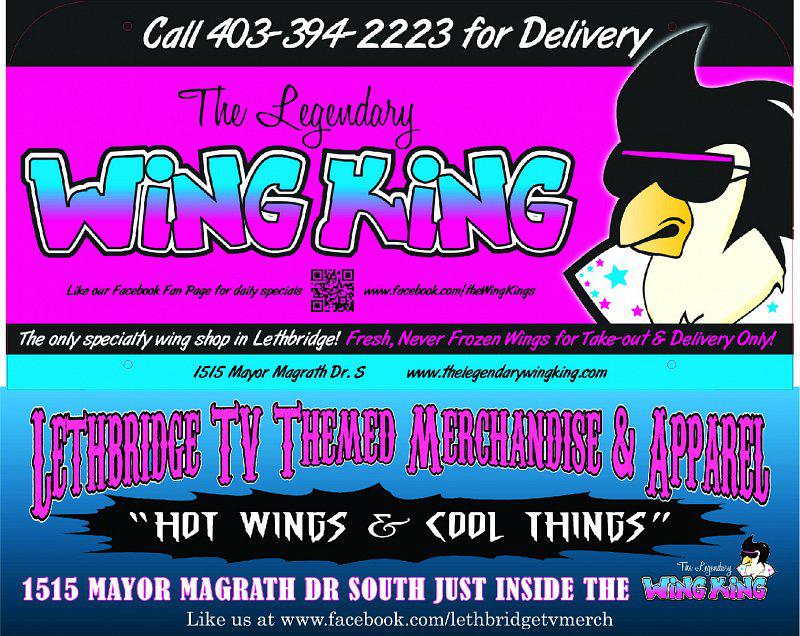 Call 403-394-2223 for Delivery
The Legendary
WiNG KiNG
Like our Facebook Fan Page for daily specials www.facebook.com/theWingKings
The only specialty wing shop in Lethbridge! Fresh, Never Frozen Wings for Take-out & Delivery Only!
1515 Mayor Magrath Dr. S www.thelegendarywingking.com
LETHBRIDGE TV THEMED MERCHANDISE & APPAREL
"HOT WINGS & COOL THINGS"
The Legendary
1515 MAYOR MAGRATH DR SOUTH JUST INSIDE THE WiNG KiNG
Like us at www.facebook.com/lethbridgetvmerch